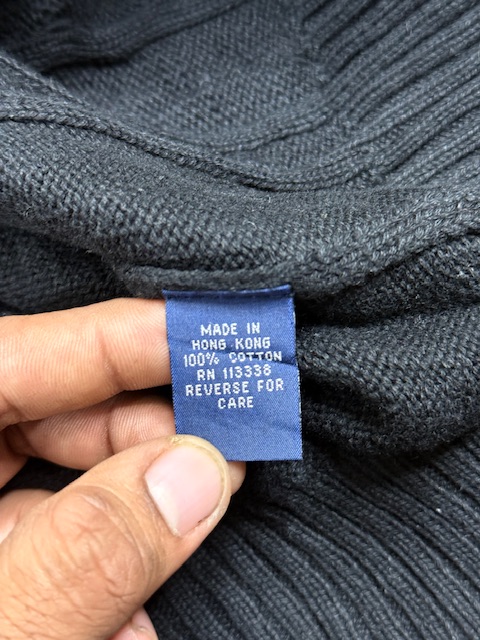 MADE IN
HONG KONG
100% COTTON
RN 113338
REVERSE FOR
CARE